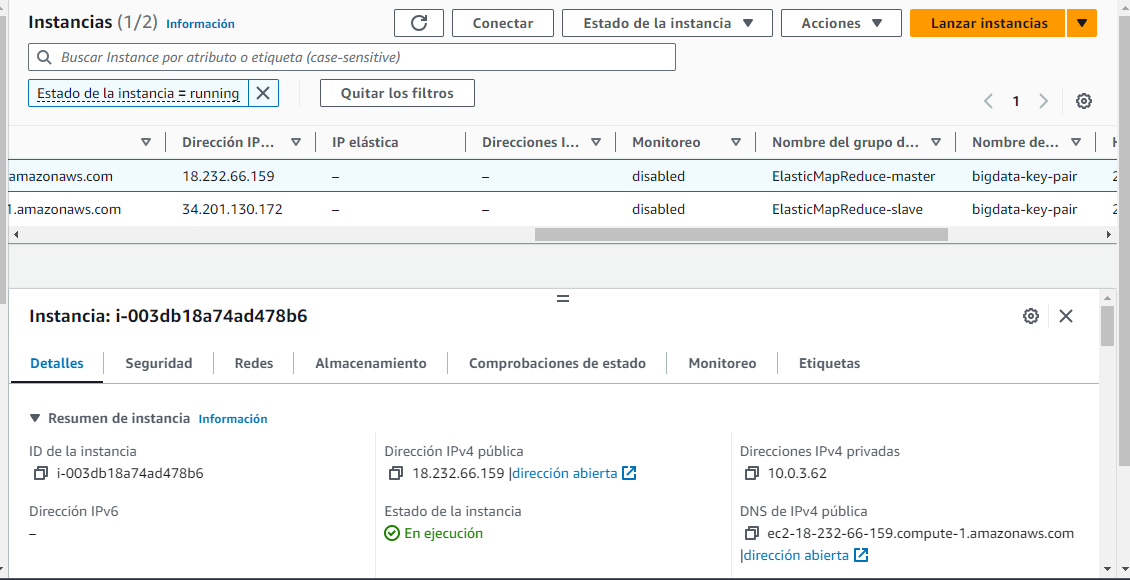 Instancias (1/2) Información Conectar Estado de la instancia Acciones Lanzar instancias
Buscar Instance por atributo o etiqueta (case-sensitive)
Estado de la instancia = running Quitar los filtros
1
Dirección IP... IP elástica Direcciones I... Monitoreo Nombre del grupo d... Nombre de...
amazonaws.com 18.232.66.159 – – disabled ElasticMapReduce-master bigdata-key-pair 2
1.amazonaws.com 34.201.130.172 – – disabled ElasticMapReduce-slave bigdata-key-pair 2
Instancia: i-003db18a74ad478b6
Detalles Seguridad Redes Almacenamiento Comprobaciones de estado Monitoreo Etiquetas
Resumen de instancia Información
ID de la instancia Dirección IPv4 pública Direcciones IPv4 privadas
i-003db18a74ad478b6 18.232.66.159 |dirección abierta 10.0.3.62
Dirección IPv6 Estado de la instancia DNS de IPv4 pública
– En ejecución ec2-18-232-66-159.compute-1.amazonaws.com
|dirección abierta